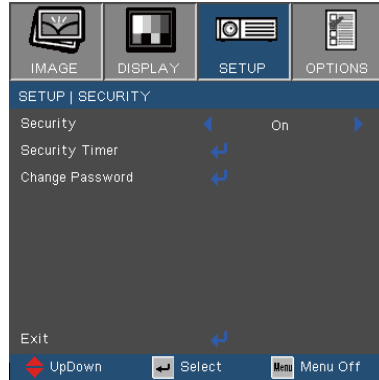 IMAGE DISPLAY SETUP OPTIONS
SETUP | SECURITY
Security On
Security Timer
Change Password
Exit
UpDown Select Menu Menu Off